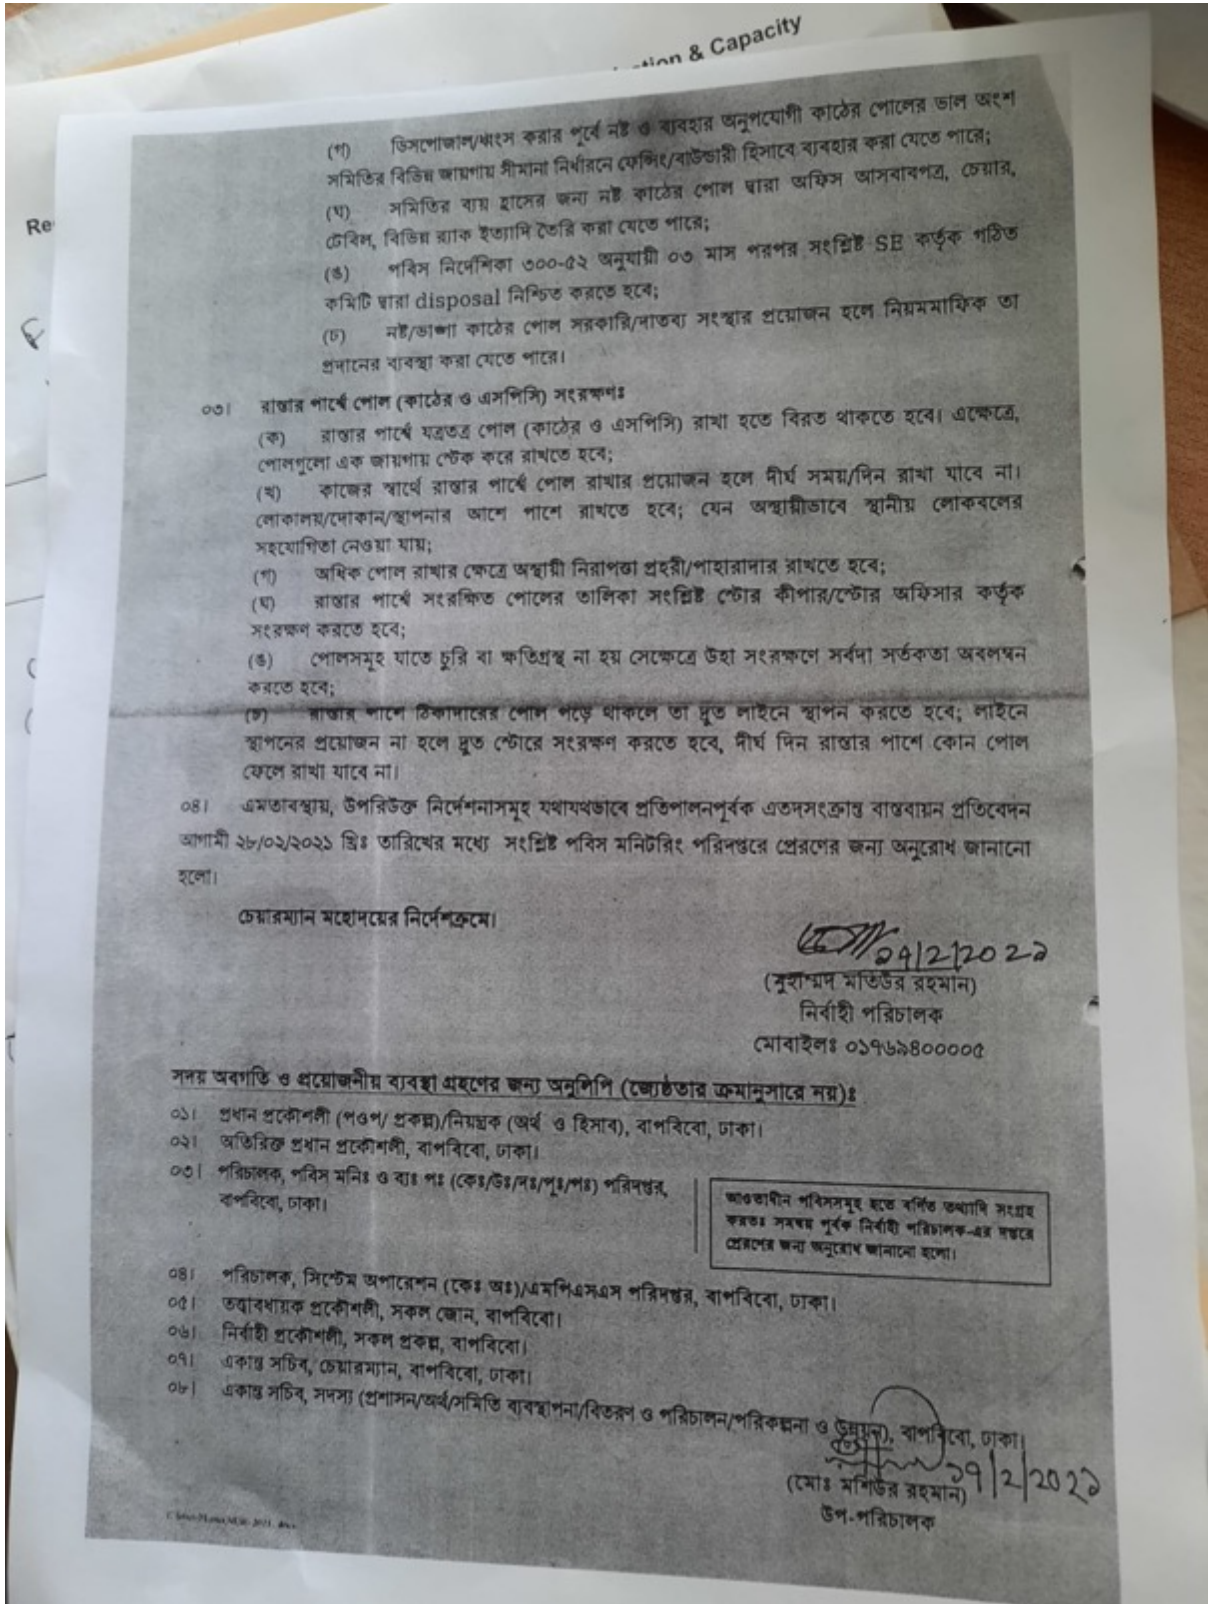 ction & Capacity
Re
(গ) ডিসপোজাল/ধ্বংস করার পূর্বে নষ্ট ও ব্যবহার অনুপযোগী কাঠের পোলের ভাল অংশ
সমিতির বিভিন্ন জায়গায় সীমানা নির্ধারনে ফেন্সিং/বাউন্ডারী হিসাবে ব্যবহার করা যেতে পারে;
(ঘ) সমিতির ব্যয় হ্রাসের জন্য নষ্ট কাঠের পোল দ্বারা অফিস আসবাবপত্র, চেয়ার,
টেবিল, বিভিন্ন র‍্যাক ইত্যাদি তৈরি করা যেতে পারে;
(ঙ) পবিস নির্দেশিকা ৩০০-৫২ অনুযায়ী ০৩ মাস পরপর সংশ্লিষ্ট SE কর্তৃক গঠিত
কমিটি দ্বারা disposal নিশ্চিত করতে হবে;
(চ) নষ্ট/ভাঙ্গা কাঠের পোল সরকারি/দাতব্য সংস্থার প্রয়োজন হলে নিয়মমাফিক তা
প্রদানের ব্যবস্থা করা যেতে পারে।
০৩। রাস্তার পার্শ্বে পোল (কাঠের ও এসপিসি) সংরক্ষণঃ
(ক) রাস্তার পার্শ্বে যত্রতত্র পোল (কাঠের ও এসপিসি) রাখা হতে বিরত থাকতে হবে। এক্ষেত্রে,
পোলগুলো এক জায়গায় স্টেক করে রাখতে হবে;
(খ) কাজের স্বার্থে রাস্তার পার্শ্বে পোল রাখার প্রয়োজন হলে দীর্ঘ সময়/দিন রাখা যাবে না।
লোকালয়/দোকান/স্থাপনার আশে পাশে রাখতে হবে; যেন অস্থায়ীভাবে স্থানীয় লোকবলের
সহযোগিতা নেওয়া যায়;
(গ) অধিক পোল রাখার ক্ষেত্রে অস্থায়ী নিরাপত্তা প্রহরী/পাহারাদার রাখতে হবে;
(ঘ) রাস্তার পার্শ্বে সংরক্ষিত পোলের তালিকা সংশ্লিষ্ট স্টোর কীপার/স্টোর অফিসার কর্তৃক
সংরক্ষণ করতে হবে;
(ঙ) পোলসমূহ যাতে চুরি বা ক্ষতিগ্রস্থ না হয় সেক্ষেত্রে উহা সংরক্ষণে সর্বদা সর্তকতা অবলম্বন
করতে হবে;
(চ) রাস্তার পাশে ঠিকাদারের পোল পড়ে থাকলে তা দ্রুত লাইনে স্থাপন করতে হবে; লাইনে
স্থাপনের প্রয়োজন না হলে দ্রুত স্টোরে সংরক্ষণ করতে হবে, দীর্ঘ দিন রাস্তার পাশে কোন পোল
ফেলে রাখা যাবে না।
০৪। এমতাবস্থায়, উপরিউক্ত নির্দেশনাসমূহ যথাযথভাবে প্রতিপালনপূর্বক এতদসংক্রান্ত বাস্তবায়ন প্রতিবেদন
আগামী ২৮/০২/২০২১ খ্রিঃ তারিখের মধ্যে সংশ্লিষ্ট পবিস মনিটরিং পরিদপ্তরে প্রেরণের জন্য অনুরোধ জানানো
হলো।
চেয়ারম্যান মহোদয়ের নির্দেশক্রমে।
১৭/2/20২১
(মুহাম্মদ মতিউর রহমান)
নির্বাহী পরিচালক
মোবাইলঃ ০১৭৬৯৪০০০০৫
সদয় অবগতি ও প্রয়োজনীয় ব্যবস্থা গ্রহণের জন্য অনুলিপি (জ্যেষ্ঠতার ক্রমানুসারে নয়)ঃ
০১। প্রধান প্রকৌশলী (পওপ/ প্রকল্প)/নিয়ন্ত্রক (অর্থ ও হিসাব), বাপবিবো, ঢাকা।
০২। অতিরিক্ত প্রধান প্রকৌশলী, বাপবিবো, ঢাকা।
০৩। পরিচালক, পবিস মনিঃ ও ব্যঃ পঃ (কেঃ/উঃ/দঃ/পূঃ/পঃ) পরিদপ্তর,
বাপবিবো, ঢাকা।
আওতাধীন পবিসসমূহ হতে বর্ণিত তথ্যাদি সংগ্রহ
করতঃ সমন্বয় পূর্বক নির্বাহী পরিচালক-এর দপ্তরে
প্রেরণের জন্য অনুরোধ জানানো হলো।
০৪। পরিচালক, সিস্টেম অপারেশন (কেঃ অঃ)/এমপিএসএস পরিদপ্তর, বাপবিবো, ঢাকা।
০৫। তত্ত্বাবধায়ক প্রকৌশলী, সকল জোন, বাপবিবো।
০৬। নির্বাহী প্রকৌশলী, সকল প্রকল্প, বাপবিবো।
০৭। একান্ত সচিব, চেয়ারম্যান, বাপবিবো, ঢাকা।
০৮। একান্ত সচিব, সদস্য (প্রশাসন/অর্থ/সমিতি ব্যবস্থাপনা/বিতরণ ও পরিচালন/পরিকল্পনা ও উন্নয়ন), বাপবিবো, ঢাকা।
১৭/2/20২১
(মোঃ মশিউর রহমান)
উপ-পরিচালক